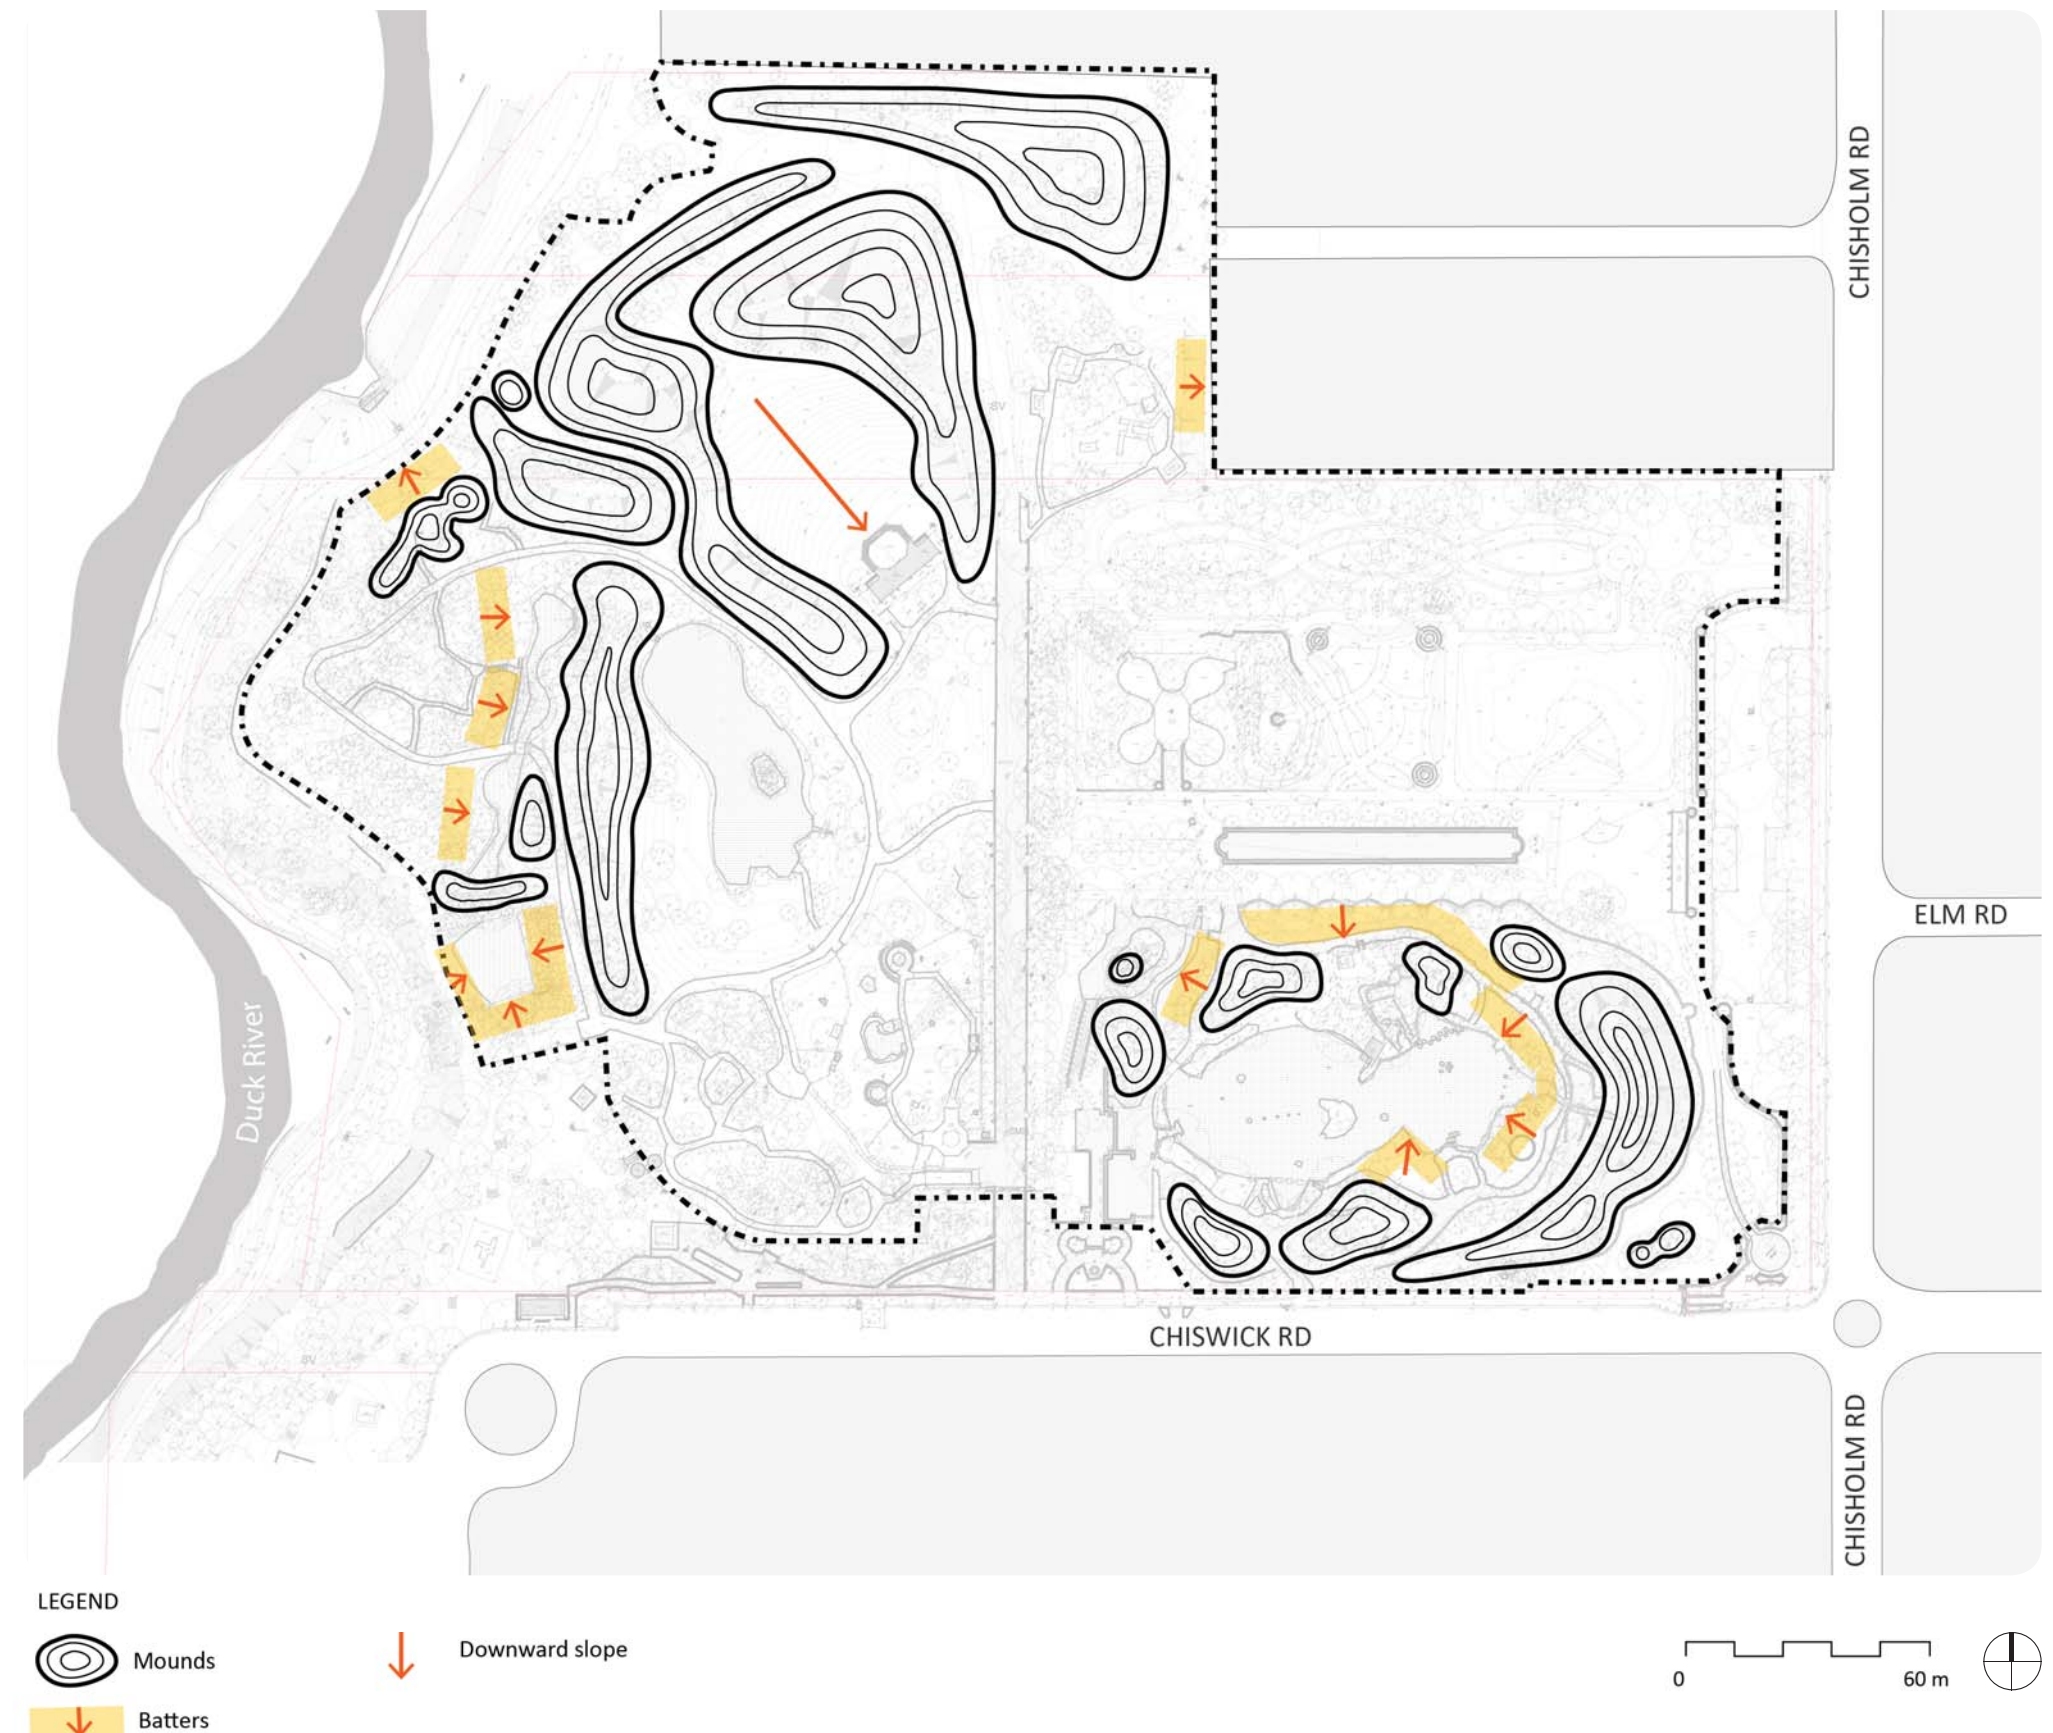 CHISHOLM RD
ELM RD
Duck River
CHISWICK RD
CHISHOLM RD
LEGEND
Mounds
Downward slope
Batters
0 60 m